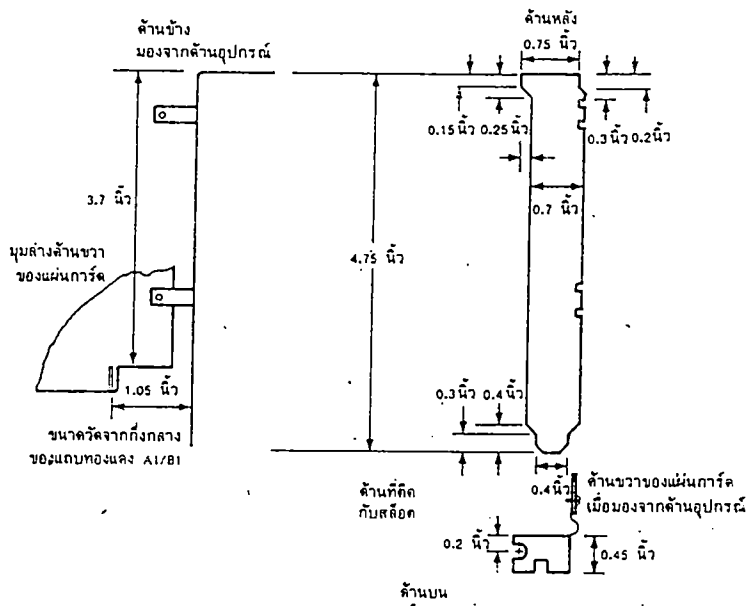 ด้านข้าง
มองจากด้านอุปกรณ์
ด้านหลัง
0.75 นิ้ว
0.15 นิ้ว
0.25 นิ้ว
0.3 นิ้ว
0.2 นิ้ว
3.7 นิ้ว
0.7 นิ้ว
มุมล่างด้านขวา
ของแผ่นการ์ด
4.75 นิ้ว
1.05 นิ้ว
0.3 นิ้ว
0.4 นิ้ว
ขนาดวัดจากกึ่งกลาง
ของแถบทองแดง A1/B1
0.4 นิ้ว
ด้านที่ติด
กับสล็อต
ด้านขวาของแผ่นการ์ด
เมื่อมองจากด้านอุปกรณ์
0.2 นิ้ว
0.45 นิ้ว
ด้านบน